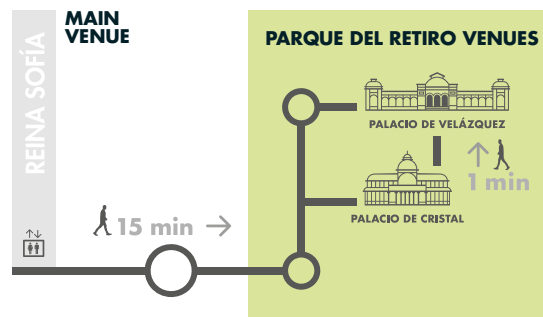 REINA SOFÍA
MAIN
VENUE
PARQUE DEL RETIRO VENUES
PALACIO DE VELÁZQUEZ
1 min
PALACIO DE CRISTAL
15 min